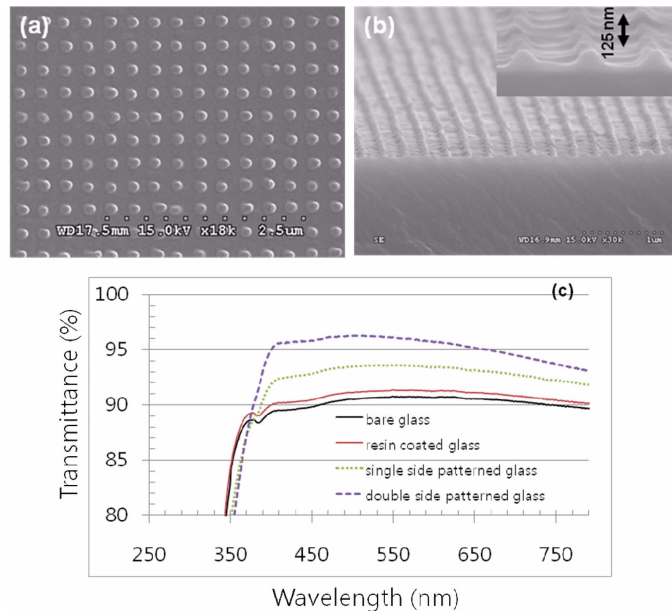 (a)
WD17.5mm 15.0kV x18k 2.5um
(b)
125 nm
SE
WD16.9mm 15.0kV x30k 1um
(c)
Transmittance (%)
100
95
90
85
80
bare glass
resin coated glass
single side patterned glass
double side patterned glass
250 350 450 550 650 750
Wavelength (nm)